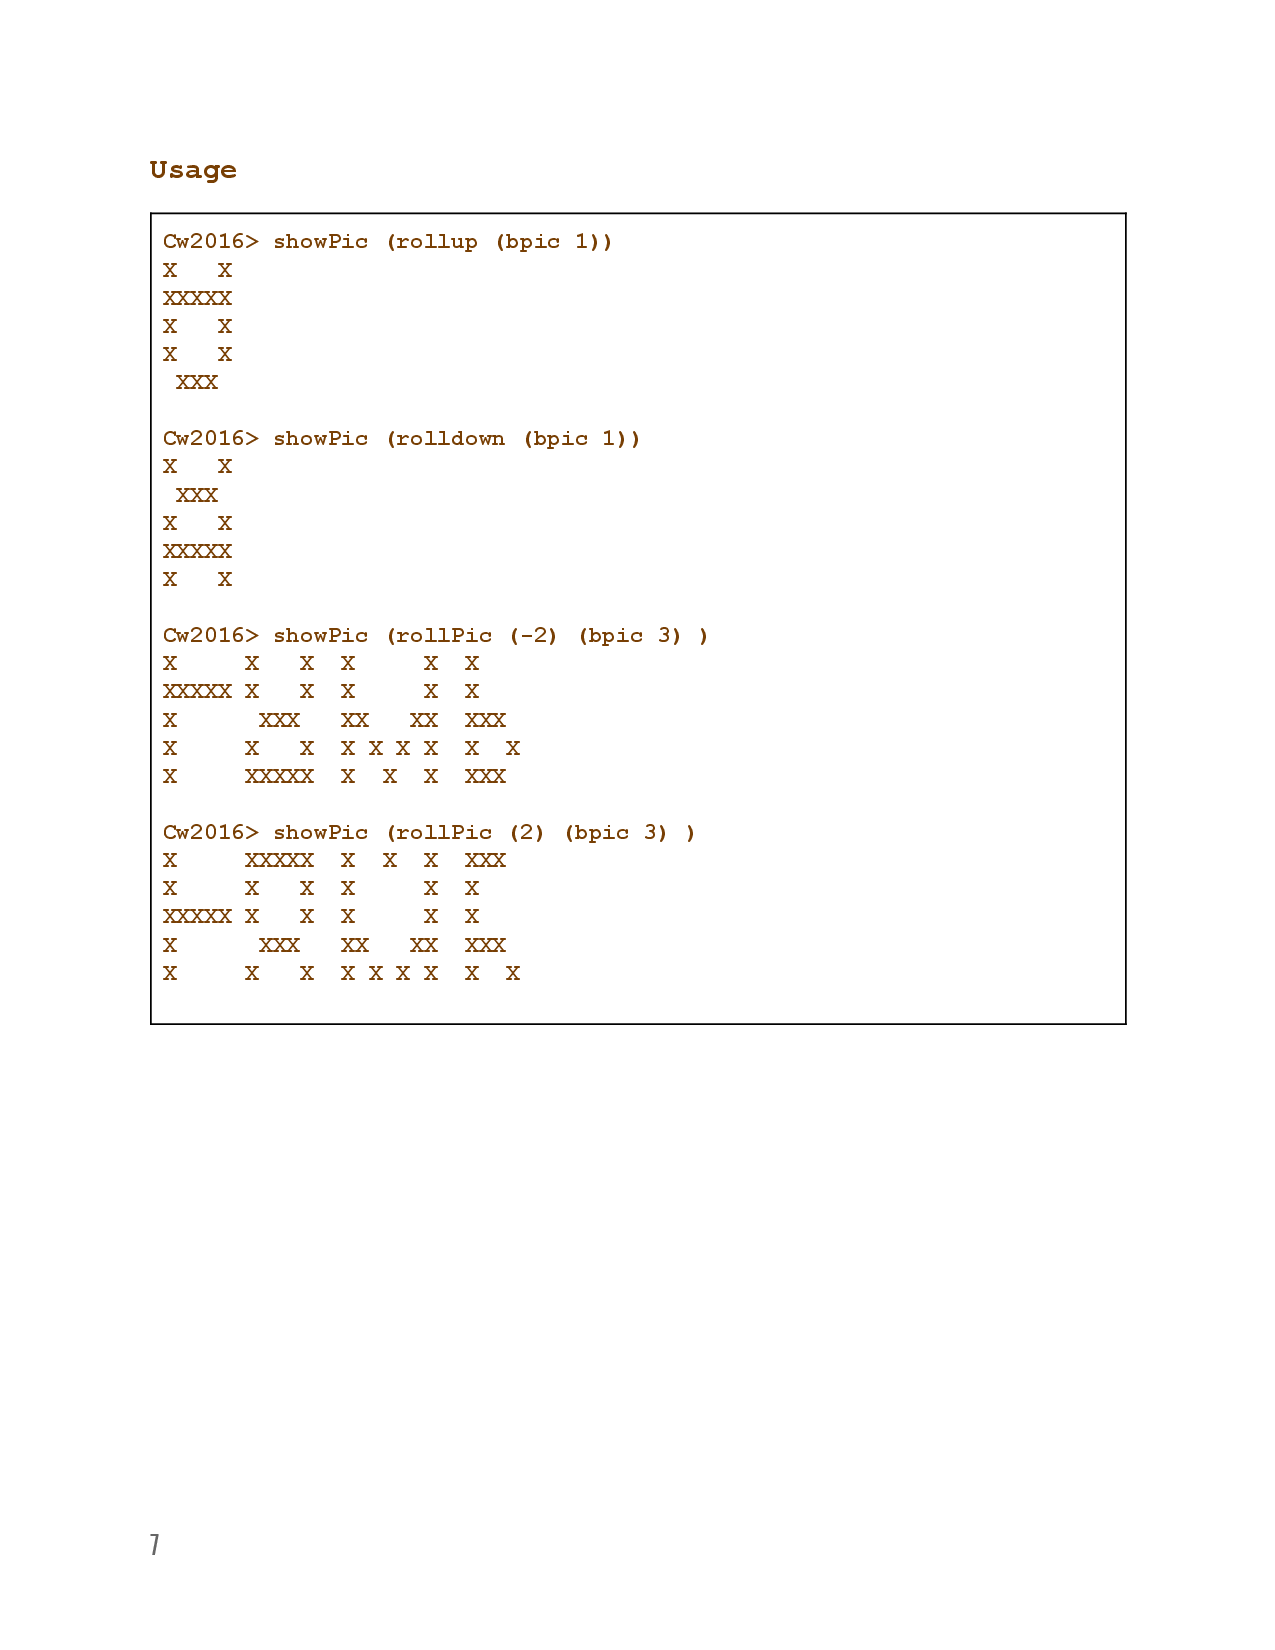 Usage
Cw2016> showPic (rollup (bpic 1))
X   X
XXXXX
X   X
X   X
 XXX
Cw2016> showPic (rolldown (bpic 1))
X   X
 XXX
X   X
XXXXX
X   X
Cw2016> showPic (rollPic (-2) (bpic 3) )
X     X   X  X     X  X
XXXXX X   X  X     X  X
X      XXX   XX   XX  XXX
X     X   X  X X X X  X  X
X     XXXXX  X  X  X  XXX
Cw2016> showPic (rollPic (2) (bpic 3) )
X     XXXXX  X  X  X  XXX
X     X   X  X     X  X
XXXXX X   X  X     X  X
X      XXX   XX   XX  XXX
X     X   X  X X X X  X  X
7